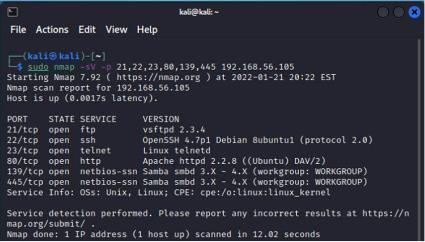 kali@kali: ~
File Actions Edit View Help
(kali㉿kali)-[~]
$ sudo nmap -sV -p 21,22,23,80,139,445 192.168.56.105
Starting Nmap 7.92 ( https://nmap.org ) at 2022-01-21 20:22 EST
Nmap scan report for 192.168.56.105
Host is up (0.0017s latency).
PORT STATE SERVICE VERSION
21/tcp open ftp vsftpd 2.3.4
22/tcp open ssh OpenSSH 4.7p1 Debian 8ubuntu1 (protocol 2.0)
23/tcp open telnet Linux telnetd
80/tcp open http Apache httpd 2.2.8 ((Ubuntu) DAV/2)
139/tcp open netbios-ssn Samba smbd 3.X - 4.X (workgroup: WORKGROUP)
445/tcp open netbios-ssn Samba smbd 3.X - 4.X (workgroup: WORKGROUP)
Service Info: OSs: Unix, Linux; CPE: cpe:/o:linux:linux_kernel
Service detection performed. Please report any incorrect results at https://n
map.org/submit/ .
Nmap done: 1 IP address (1 host up) scanned in 12.02 seconds